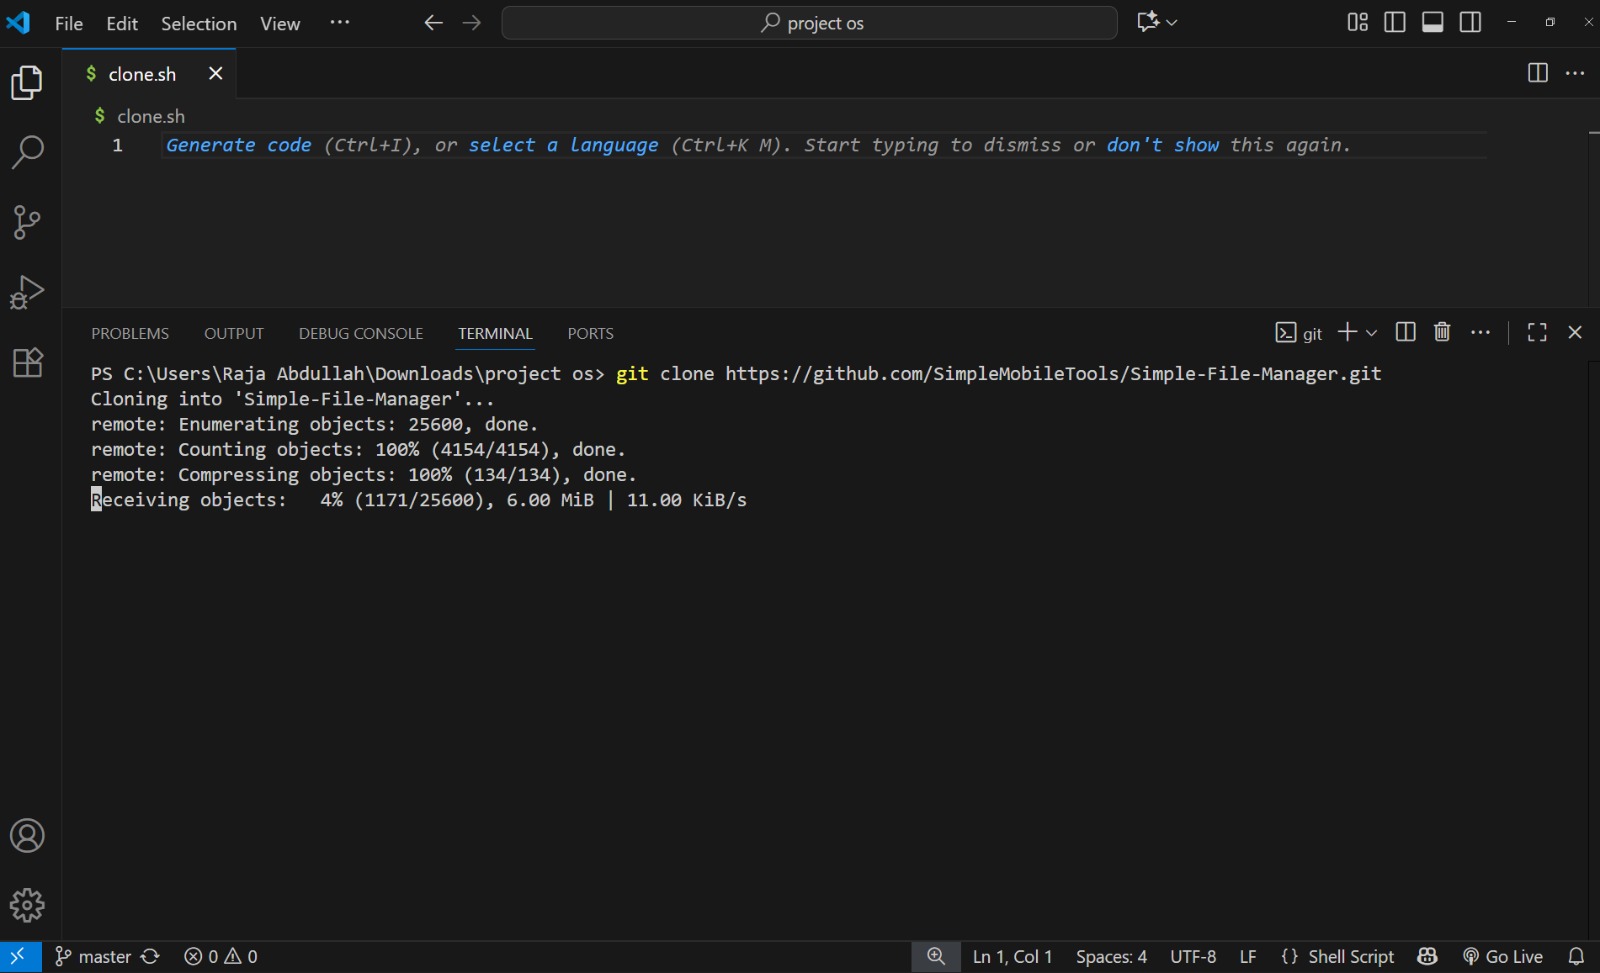 File Edit Selection View ··· project os
$ clone.sh
$ clone.sh
1 Generate code (Ctrl+I), or select a language (Ctrl+K M). Start typing to dismiss or don't show this again.
PROBLEMS OUTPUT DEBUG CONSOLE TERMINAL PORTS git
PS C:\Users\Raja Abdullah\Downloads\project os> git clone https://github.com/SimpleMobileTools/Simple-File-Manager.git
Cloning into 'Simple-File-Manager'...
remote: Enumerating objects: 25600, done.
remote: Counting objects: 100% (4154/4154), done.
remote: Compressing objects: 100% (134/134), done.
Receiving objects:   4% (1171/25600), 6.00 MiB | 11.00 KiB/s
master 0 0 Ln 1, Col 1 Spaces: 4 UTF-8 LF {} Shell Script Go Live